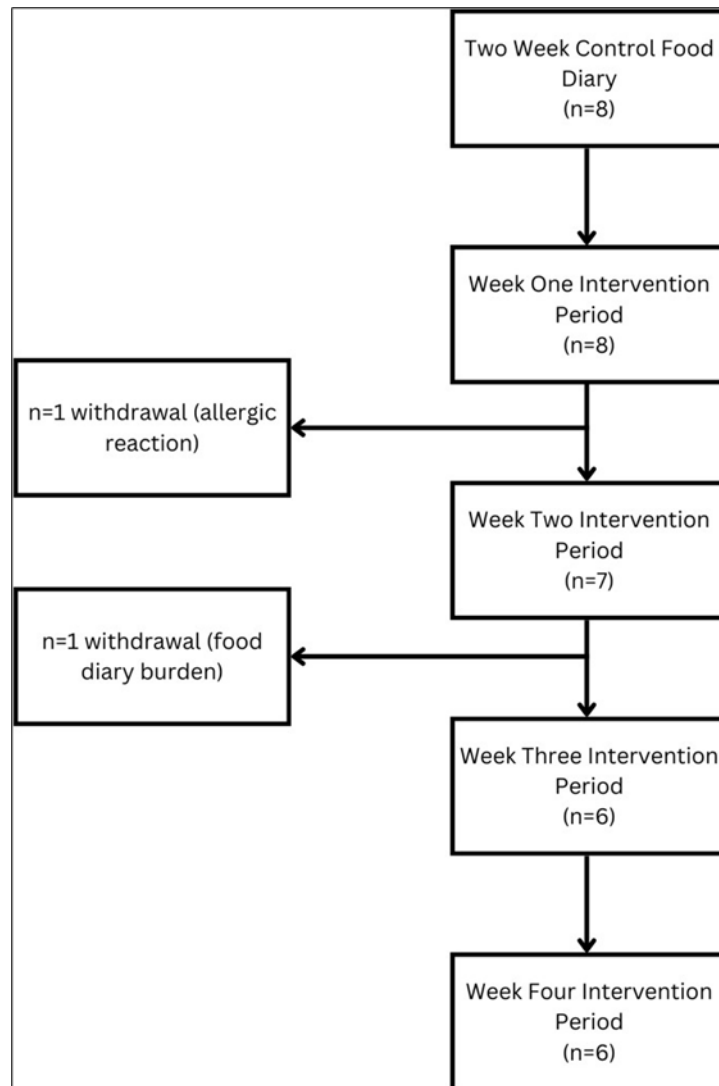 Two Week Control Food
Diary
(n=8)
Week One Intervention
Period
(n=8)
n=1 withdrawal (allergic
reaction)
Week Two Intervention
Period
(n=7)
n=1 withdrawal (food
diary burden)
Week Three Intervention
Period
(n=6)
Week Four Intervention
Period
(n=6)